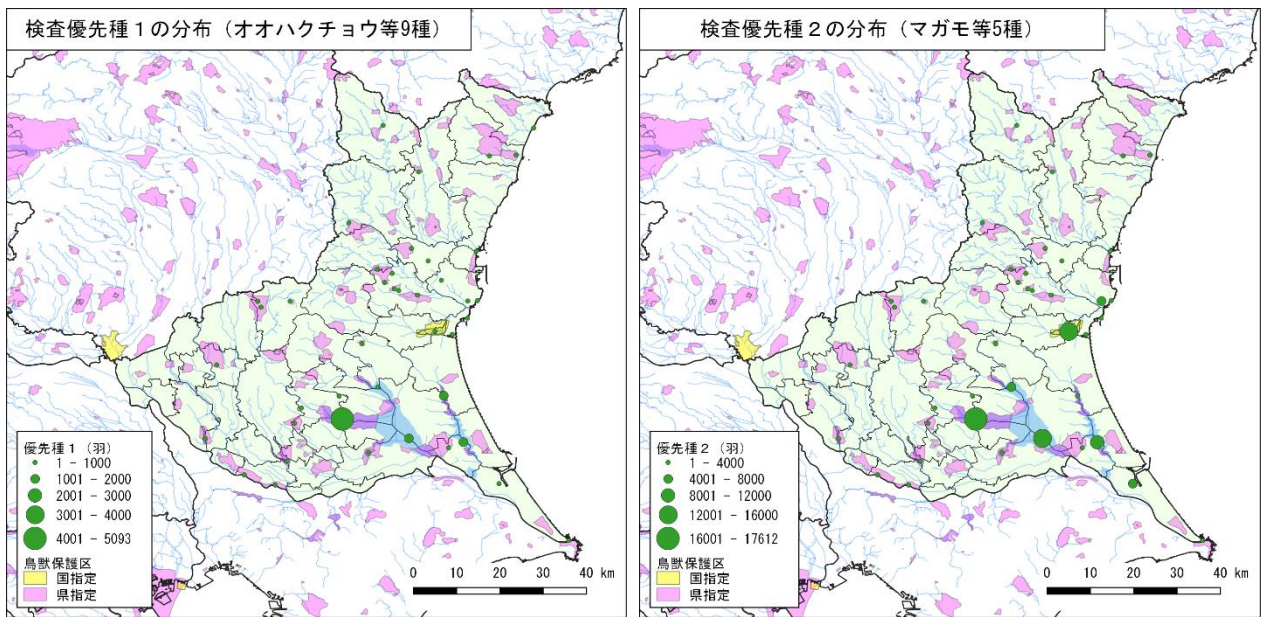 検査優先種１の分布（オオハクチョウ等9種）
優先種１（羽）
1 - 1000
1001 - 2000
2001 - 3000
3001 - 4000
4001 - 5093
鳥獣保護区
国指定
県指定
0 10 20 30 40 km
検査優先種２の分布（マガモ等5種）
優先種２（羽）
1 - 4000
4001 - 8000
8001 - 12000
12001 - 16000
16001 - 17612
鳥獣保護区
国指定
県指定
0 10 20 30 40 km